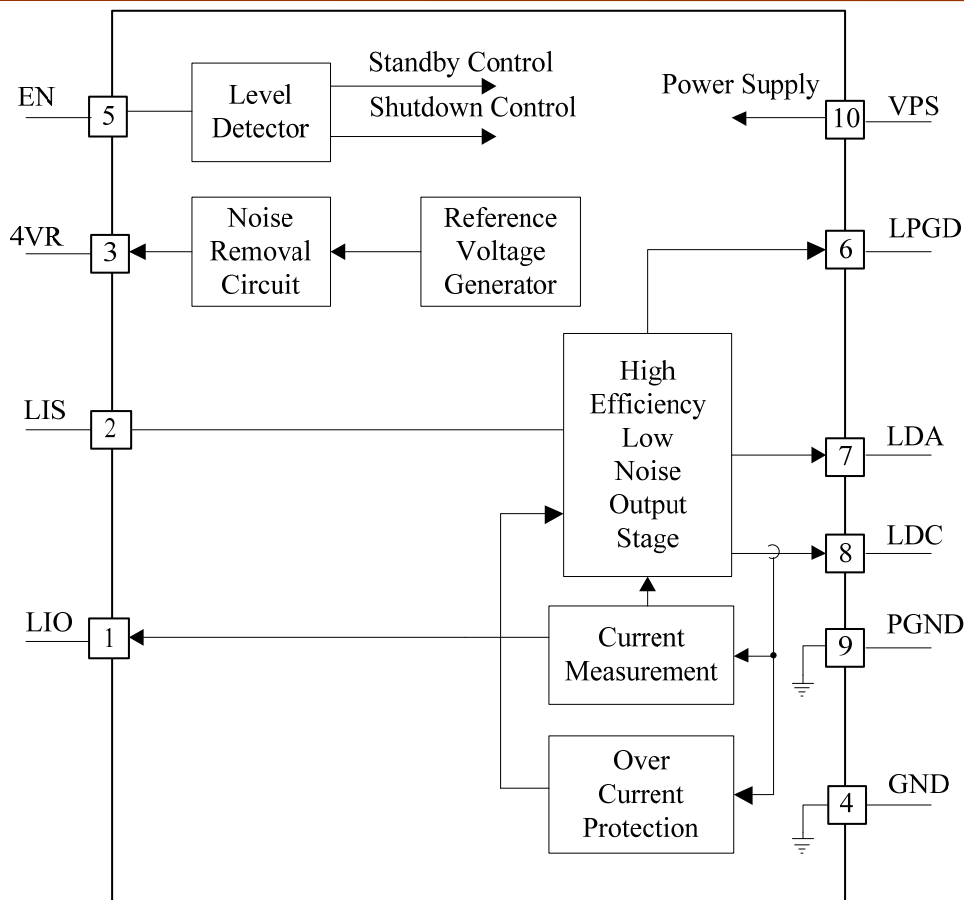 Standby Control
EN
5
Level
Detector
Shutdown Control
Power Supply
10
VPS
4VR
3
Noise
Removal
Circuit
Reference
Voltage
Generator
6
LPGD
LIS
2
High
Efficiency
Low
Noise
Output
Stage
7
LDA
8
LDC
LIO
1
Current
Measurement
9
PGND
Over
Current
Protection
4
GND